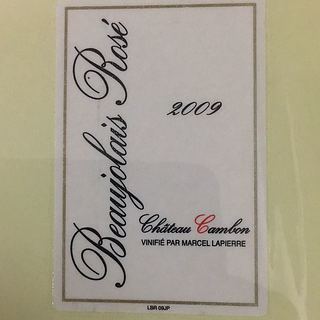 Beaujolais Rosé
2009
Château Cambon
VINIFIÉ PAR MARCEL LAPIERRE
LBR 09JP